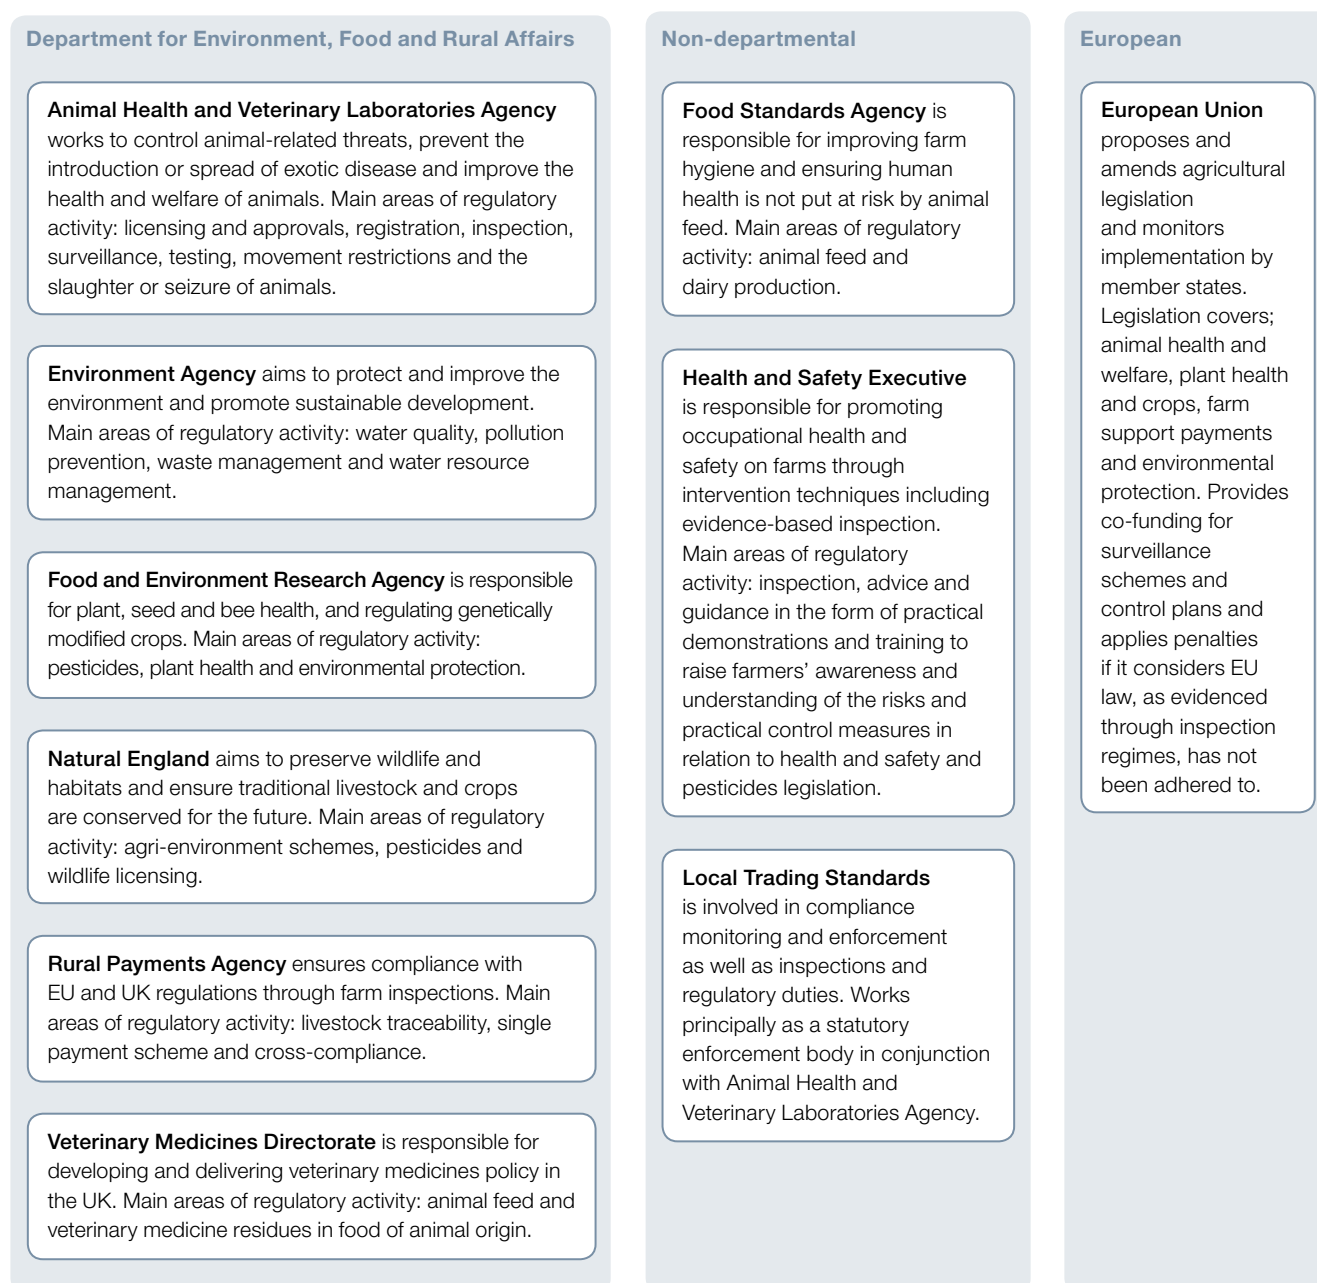 Department for Environment, Food and Rural Affairs
Animal Health and Veterinary Laboratories Agency
works to control animal-related threats, prevent the
introduction or spread of exotic disease and improve the
health and welfare of animals. Main areas of regulatory
activity: licensing and approvals, registration, inspection,
surveillance, testing, movement restrictions and the
slaughter or seizure of animals.
Environment Agency aims to protect and improve the
environment and promote sustainable development.
Main areas of regulatory activity: water quality, pollution
prevention, waste management and water resource
management.
Food and Environment Research Agency is responsible
for plant, seed and bee health, and regulating genetically
modified crops. Main areas of regulatory activity:
pesticides, plant health and environmental protection.
Natural England aims to preserve wildlife and
habitats and ensure traditional livestock and crops
are conserved for the future. Main areas of regulatory
activity: agri-environment schemes, pesticides and
wildlife licensing.
Rural Payments Agency ensures compliance with
EU and UK regulations through farm inspections. Main
areas of regulatory activity: livestock traceability, single
payment scheme and cross-compliance.
Veterinary Medicines Directorate is responsible for
developing and delivering veterinary medicines policy in
the UK. Main areas of regulatory activity: animal feed and
veterinary medicine residues in food of animal origin.
Non-departmental
Food Standards Agency is
responsible for improving farm
hygiene and ensuring human
health is not put at risk by animal
feed. Main areas of regulatory
activity: animal feed and
dairy production.
Health and Safety Executive
is responsible for promoting
occupational health and
safety on farms through
intervention techniques including
evidence-based inspection.
Main areas of regulatory
activity: inspection, advice and
guidance in the form of practical
demonstrations and training to
raise farmers’ awareness and
understanding of the risks and
practical control measures in
relation to health and safety and
pesticides legislation.
Local Trading Standards
is involved in compliance
monitoring and enforcement
as well as inspections and
regulatory duties. Works
principally as a statutory
enforcement body in conjunction
with Animal Health and
Veterinary Laboratories Agency.
European
European Union
proposes and
amends agricultural
legislation
and monitors
implementation by
member states.
Legislation covers;
animal health and
welfare, plant health
and crops, farm
support payments
and environmental
protection. Provides
co-funding for
surveillance
schemes and
control plans and
applies penalties
if it considers EU
law, as evidenced
through inspection
regimes, has not
been adhered to.